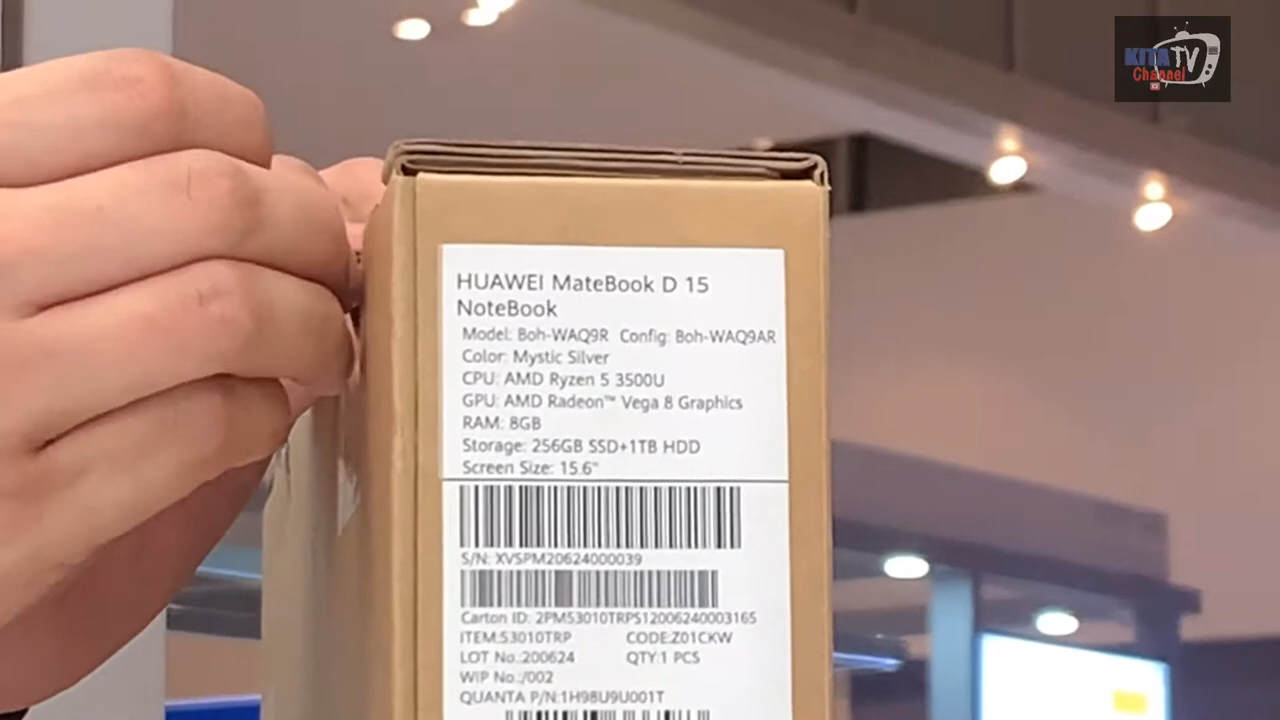 KITA TV
Channel
HUAWEI MateBook D 15
NoteBook
Model: Boh-WAQ9R Config: Boh-WAQ9AR
Color: Mystic Silver
CPU: AMD Ryzen 5 3500U
GPU: AMD Radeon™ Vega 8 Graphics
RAM: 8GB
Storage: 256GB SSD+1TB HDD
Screen Size: 15.6"
S/N: XVSPM20624000039
Carton ID: 2PM53010TRPS12006240003165
ITEM:53010TRP CODE:Z01CKW
LOT No.:200624 QTY:1 PCS
WIP No.:/002
QUANTA P/N:1H98U9U001T